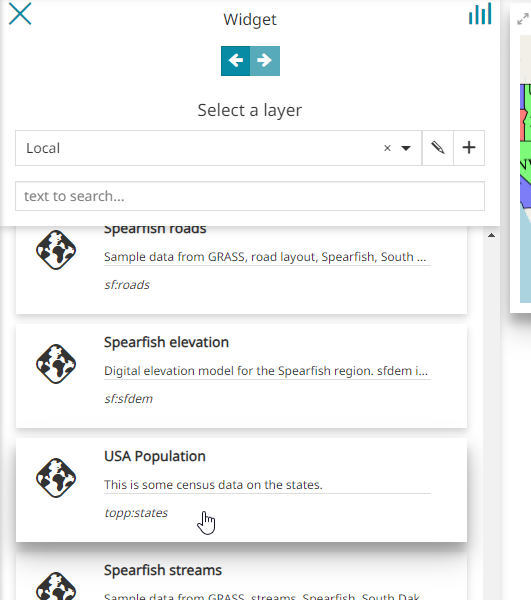 Widget
Select a layer
Local
text to search...
Spearfish roads
Sample data from GRASS, road layout, Spearfish, South ...
sf:roads
Spearfish elevation
Digital elevation model for the Spearfish region. sfdem i...
sf:sfdem
USA Population
This is some census data on the states.
topp:states
Spearfish streams
Sample data from GRASS, streams, Spearfish, South Dak